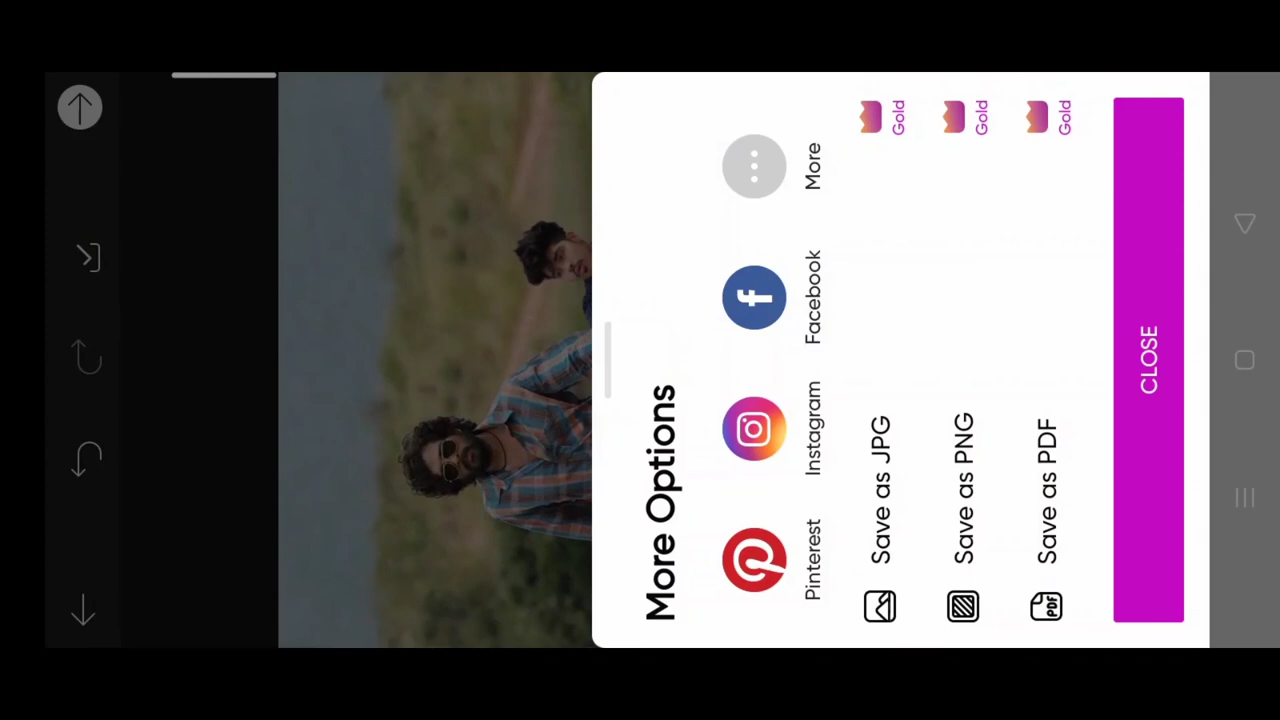 More Options
Pinterest
Instagram
Facebook
More
Save as JPG
Gold
Save as PNG
Gold
PDF
Save as PDF
Gold
CLOSE